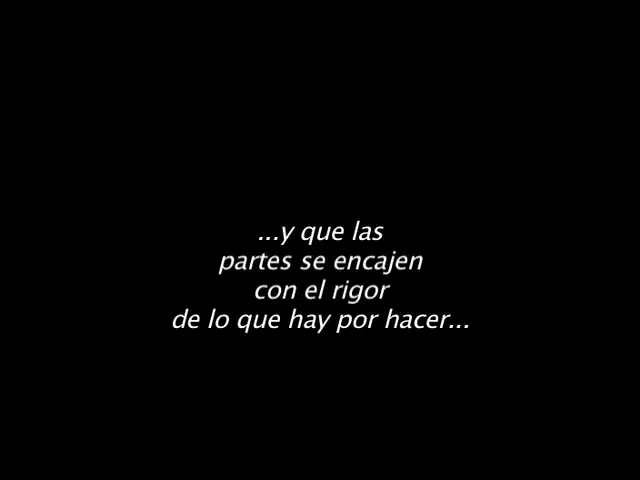 ...y que las
partes se encajen
con el rigor
de lo que hay por hacer...